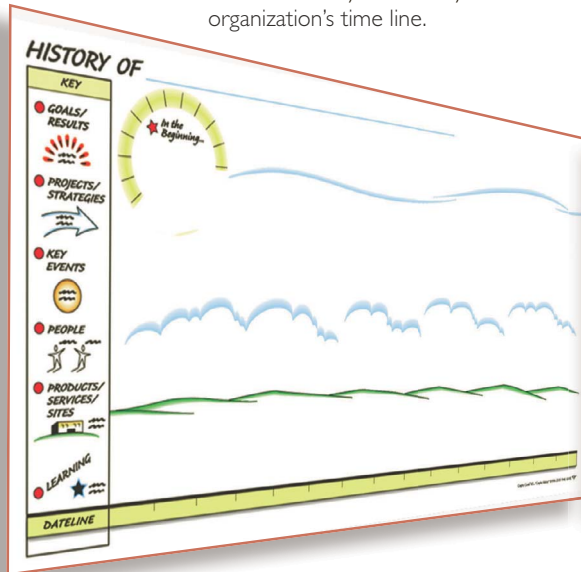 organization's time line.
HISTORY OF
KEY
GOALS/
RESULTS
PROJECTS/
STRATEGIES
KEY
EVENTS
PEOPLE
PRODUCTS/
SERVICES/
SITES
LEARNING
DATELINE
In the
Beginning...